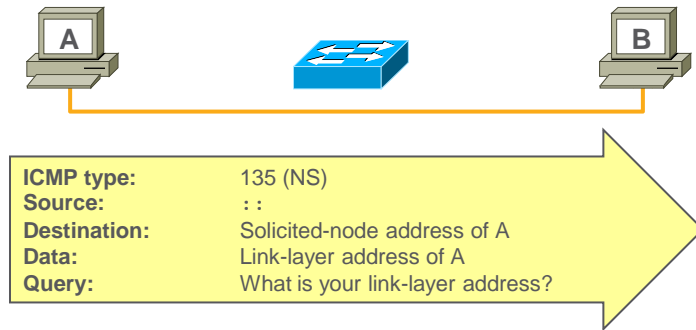 A B
ICMP type: 135 (NS)
Source: ::
Destination: Solicited-node address of A
Data: Link-layer address of A
Query: What is your link-layer address?